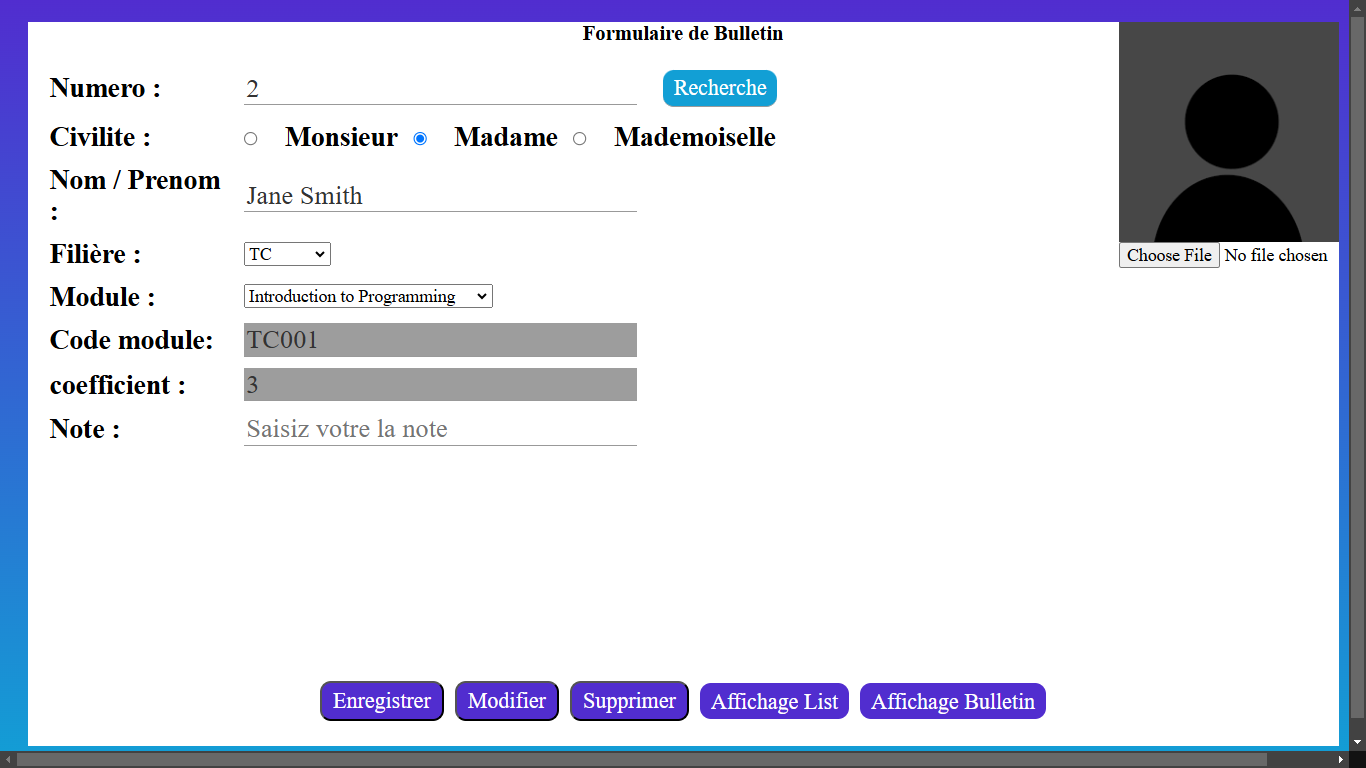 Formulaire de Bulletin
Numero :
2
Recherche
Civilite :
Monsieur
Madame
Mademoiselle
Nom / Prenom
:
Jane Smith
Filière :
TC
Choose File No file chosen
Module :
Introduction to Programming
Code module:
TC001
coefficient :
3
Note :
Saisiz votre la note
Enregistrer
Modifier
Supprimer
Affichage List
Affichage Bulletin